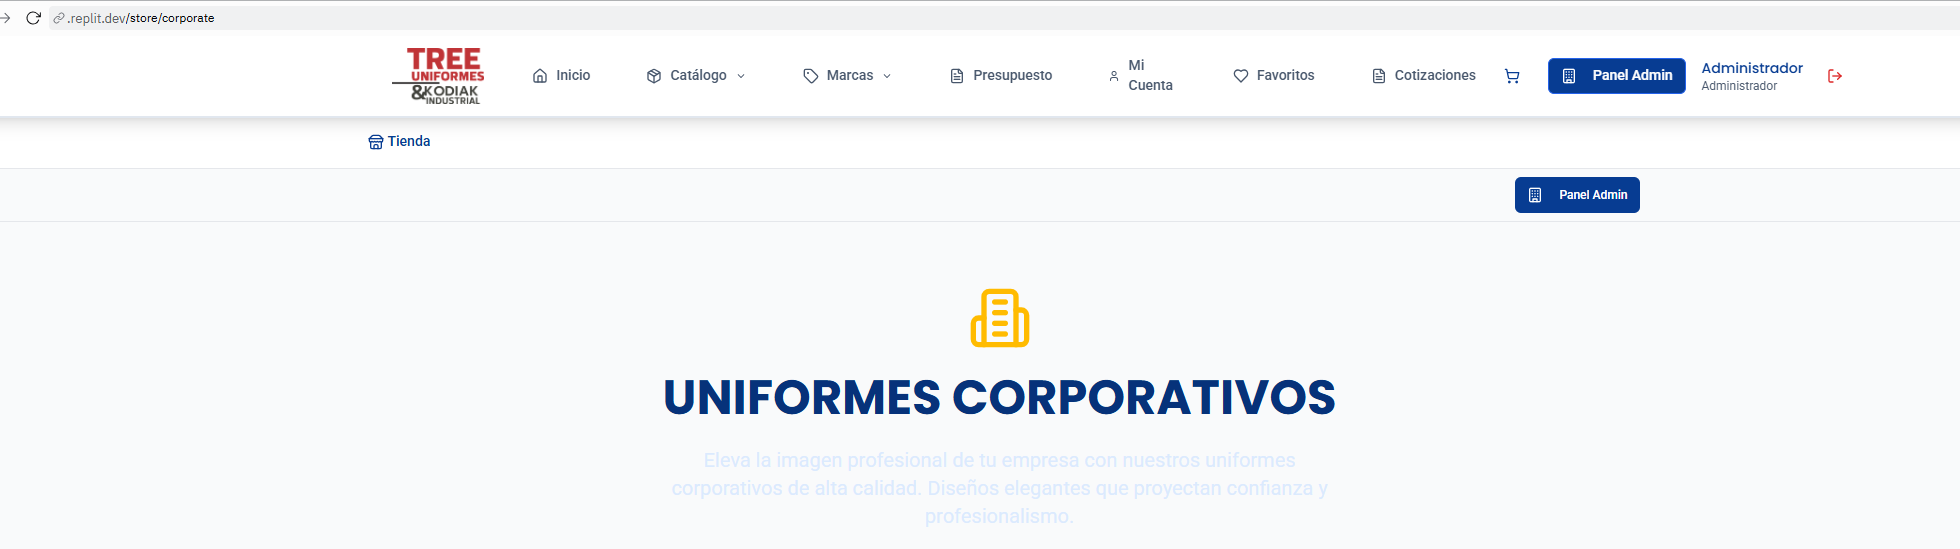 .replit.dev/store/corporate
TREE
UNIFORMES
&KODIAK
INDUSTRIAL
Inicio
Catálogo
Marcas
Presupuesto
Mi
Cuenta
Favoritos
Cotizaciones
Panel Admin
Administrador
Administrador
Tienda
Panel Admin
UNIFORMES CORPORATIVOS
Eleva la imagen profesional de tu empresa con nuestros uniformes
corporativos de alta calidad. Diseños elegantes que proyectan confianza y
profesionalismo.